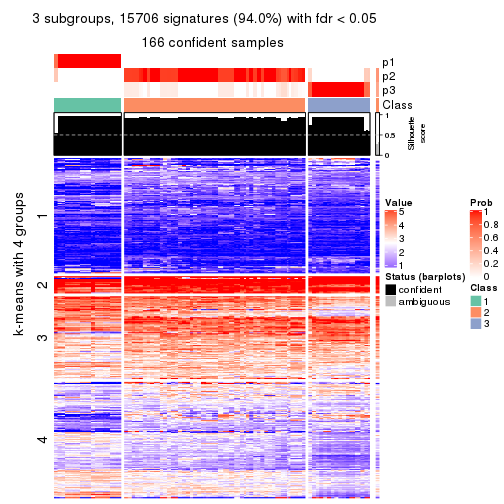 3 subgroups, 15706 signatures (94.0%) with fdr < 0.05
166 confident samples
p1
p2
p3
Class
1
0.5
0
Silhouette
score
k-means with 4 groups
1
2
3
4
Value
5
4
3
2
1
Status (barplots)
confident
ambiguous
Prob
1
0.8
0.6
0.4
0.2
0
Class
1
2
3